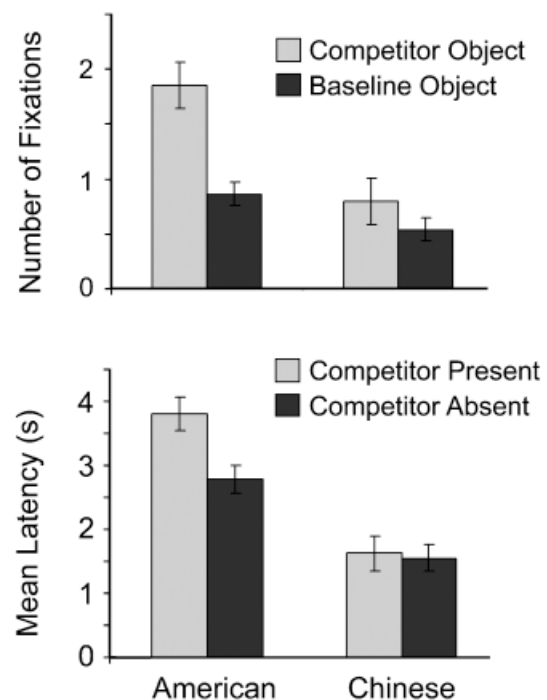 Number of Fixations
2
1
0
Competitor Object
Baseline Object
Mean Latency (s)
4
3
2
1
0
Competitor Present
Competitor Absent
American
Chinese